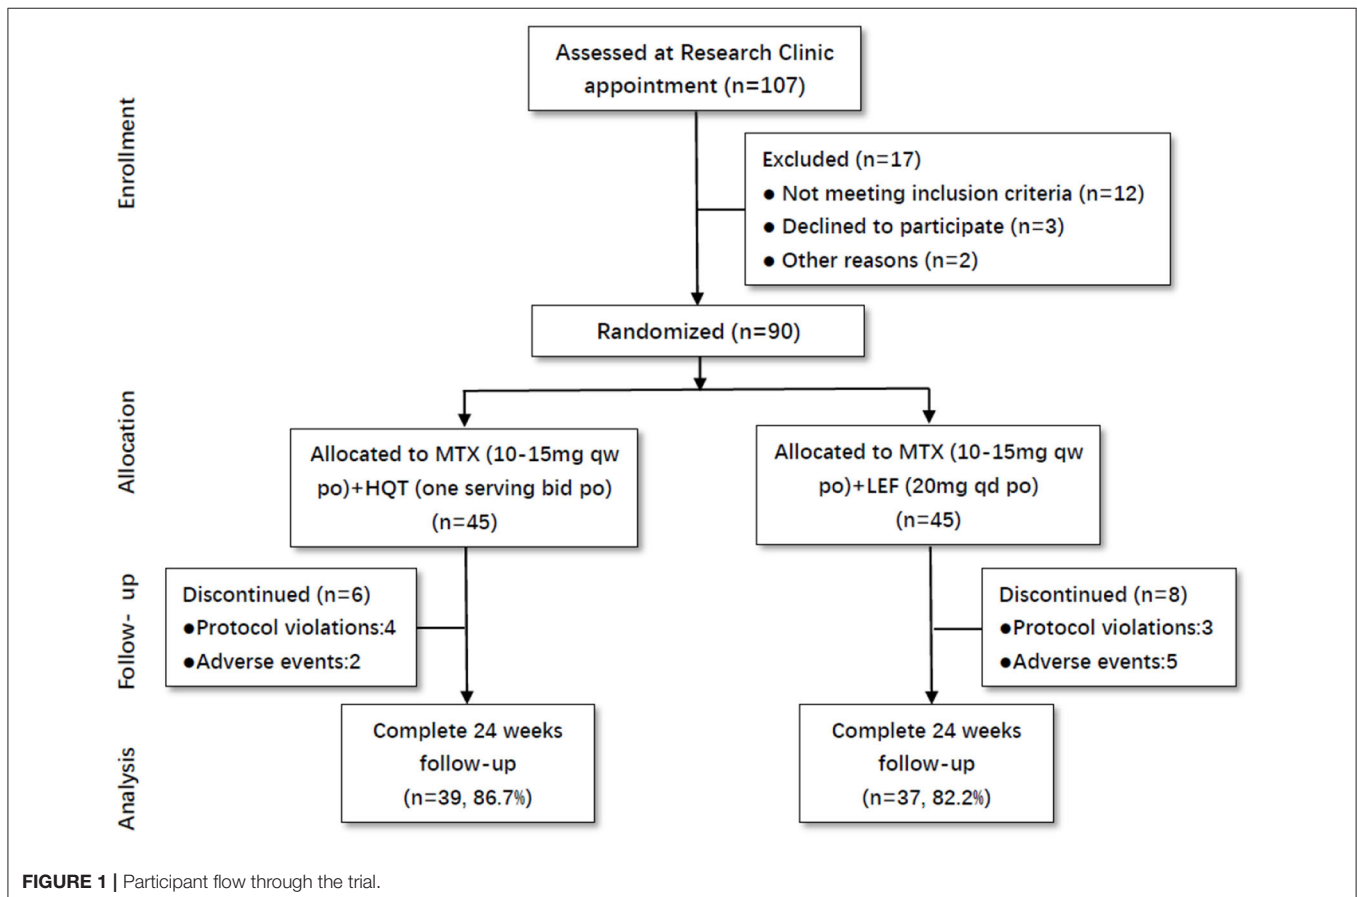 Assessed at Research Clinic
appointment (n=107)
Enrollment
Excluded (n=17)
● Not meeting inclusion criteria (n=12)
● Declined to participate (n=3)
● Other reasons (n=2)
Randomized (n=90)
Allocation
Allocated to MTX (10-15mg qw
po)+HQT (one serving bid po)
(n=45)
Allocated to MTX (10-15mg qw
po)+LEF (20mg qd po)
(n=45)
Follow- up
Discontinued (n=6)
●Protocol violations:4
●Adverse events:2
Discontinued (n=8)
●Protocol violations:3
●Adverse events:5
Analysis
Complete 24 weeks
follow-up
(n=39, 86.7%)
Complete 24 weeks
follow-up
(n=37, 82.2%)
FIGURE 1 | Participant flow through the trial.